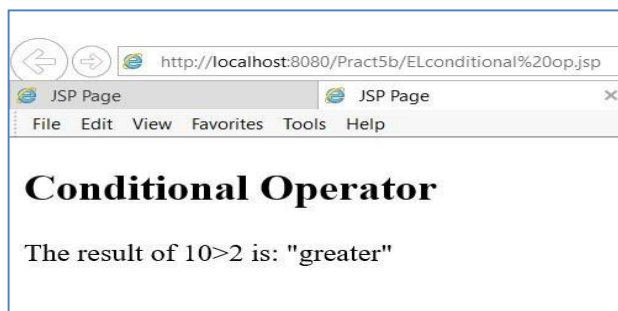 http://localhost:8080/Pract5b/ELconditional%20op.jsp
JSP Page JSP Page
File Edit View Favorites Tools Help
Conditional Operator
The result of 10>2 is: "greater"